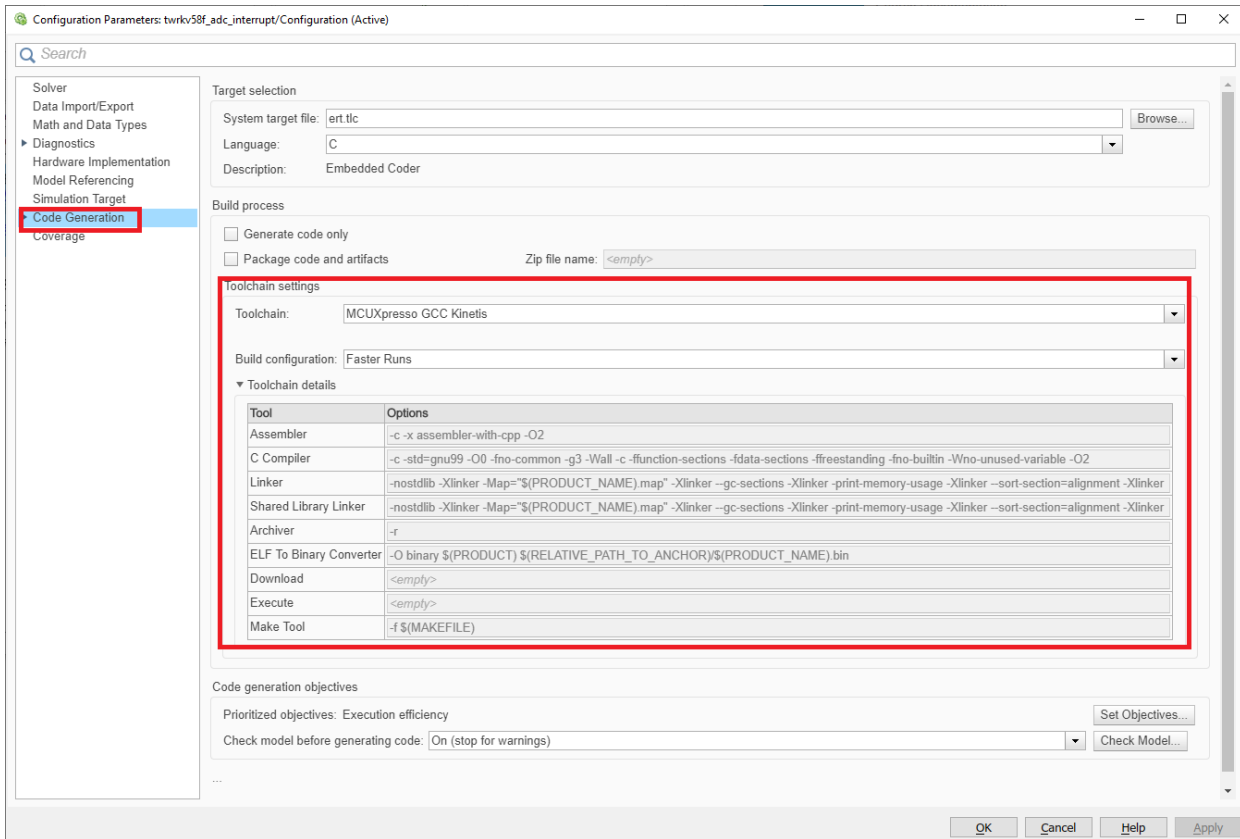 Configuration Parameters: twrkv58f_adc_interrupt/Configuration (Active)
Search
Solver
Data Import/Export
Math and Data Types
Diagnostics
Hardware Implementation
Model Referencing
Simulation Target
Code Generation
Coverage
Target selection
System target file: ert.tlc Browse...
Language: C
Description: Embedded Coder
Build process
Generate code only
Package code and artifacts Zip file name: <empty>
Toolchain settings
Toolchain: MCUXpresso GCC Kinetis
Build configuration: Faster Runs
Toolchain details
Tool Options
Assembler -c -x assembler-with-cpp -O2
C Compiler -c -std=gnu99 -O0 -fno-common -g3 -Wall -c -ffunction-sections -fdata-sections -ffreestanding -fno-builtin -Wno-unused-variable -O2
Linker -nostdlib -Xlinker -Map="$(PRODUCT_NAME).map" -Xlinker --gc-sections -Xlinker -print-memory-usage -Xlinker --sort-section=alignment -Xlinker
Shared Library Linker -nostdlib -Xlinker -Map="$(PRODUCT_NAME).map" -Xlinker --gc-sections -Xlinker -print-memory-usage -Xlinker --sort-section=alignment -Xlinker
Archiver -r
ELF To Binary Converter -O binary $(PRODUCT) $(RELATIVE_PATH_TO_ANCHOR)/$(PRODUCT_NAME).bin
Download <empty>
Execute <empty>
Make Tool -f $(MAKEFILE)
Code generation objectives
Prioritized objectives: Execution efficiency Set Objectives...
Check model before generating code: On (stop for warnings) Check Model...
...
OK Cancel Help Apply